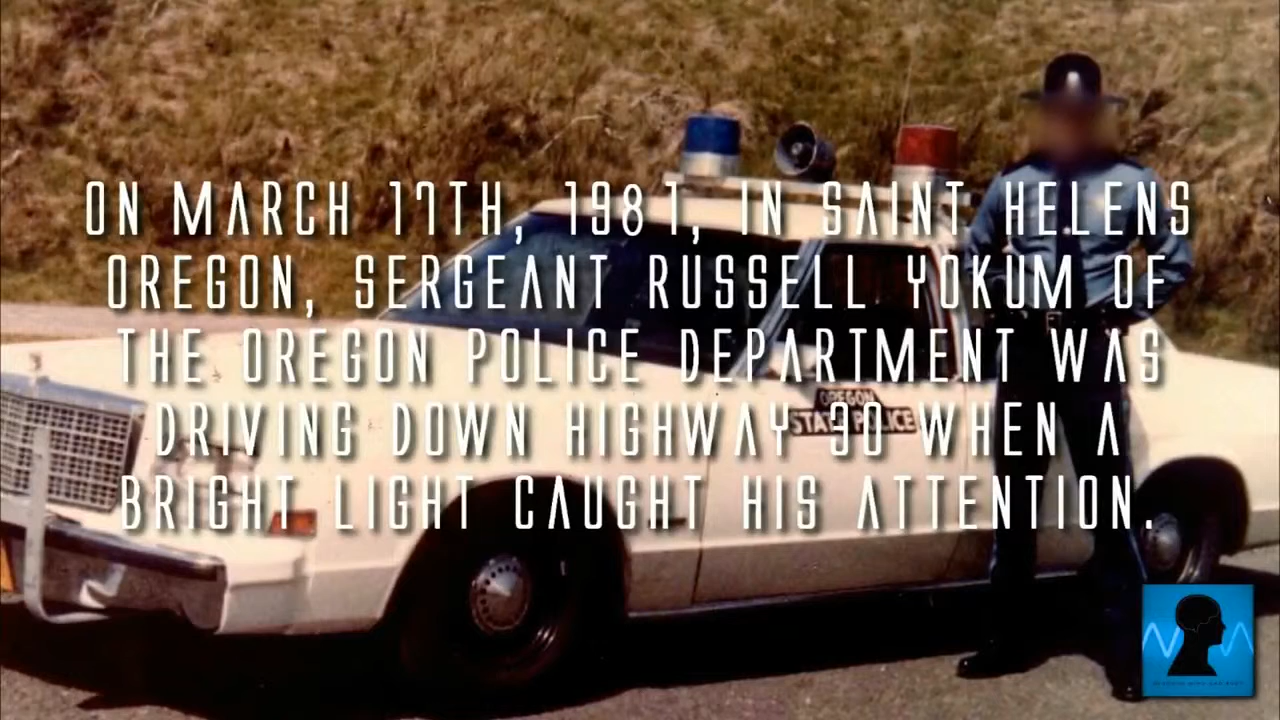 ON MARCH 17TH, 1981, IN SAINT HELENS
OREGON, SERGEANT RUSSELL YOKUM OF
THE OREGON POLICE DEPARTMENT WAS
DRIVING DOWN HIGHWAY 30 WHEN A
BRIGHT LIGHT CAUGHT HIS ATTENTION.
OREGON
STATE POLICE